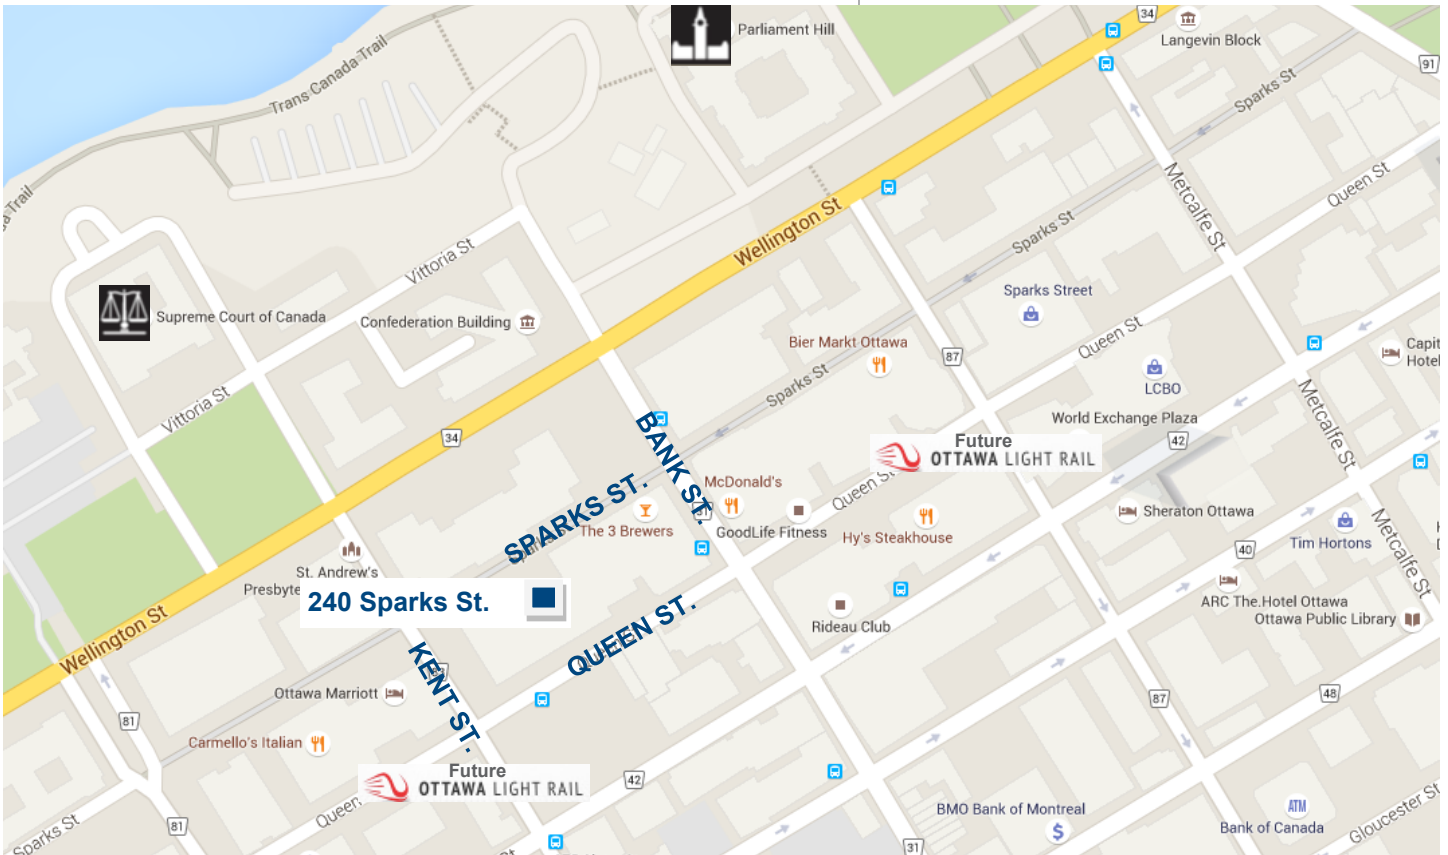 Parliament Hill
34
Langevin Block
91
Trans Canada Trail
Sparks St
a Trail
Metcalfe St
Queen St
Wellington St
Sparks St
Vittoria St
Supreme Court of Canada
Confederation Building
Sparks Street
Bier Markt Ottawa
87
Queen St
Capit
Hotel
LCBO
Sparks St
Vittoria St
World Exchange Plaza
Metcalfe St
34
42
BANK ST.
Future
OTTAWA LIGHT RAIL
SPARKS ST.
McDonald's
Queen St
31
The 3 Brewers
GoodLife Fitness
Hy's Steakhouse
Sheraton Ottawa
Tim Hortons
Metcalfe St
40
St. Andrew's
Presbyte
240 Sparks St.
ARC The.Hotel Ottawa
Ottawa Public Library
Rideau Club
QUEEN ST.
Wellington St
KENT ST.
Ottawa Marriott
48
87
81
Carmello's Italian
Future
OTTAWA LIGHT RAIL
42
Queen
BMO Bank of Montreal
ATM
Bank of Canada
Gloucester St
81
Sparks St
31
St